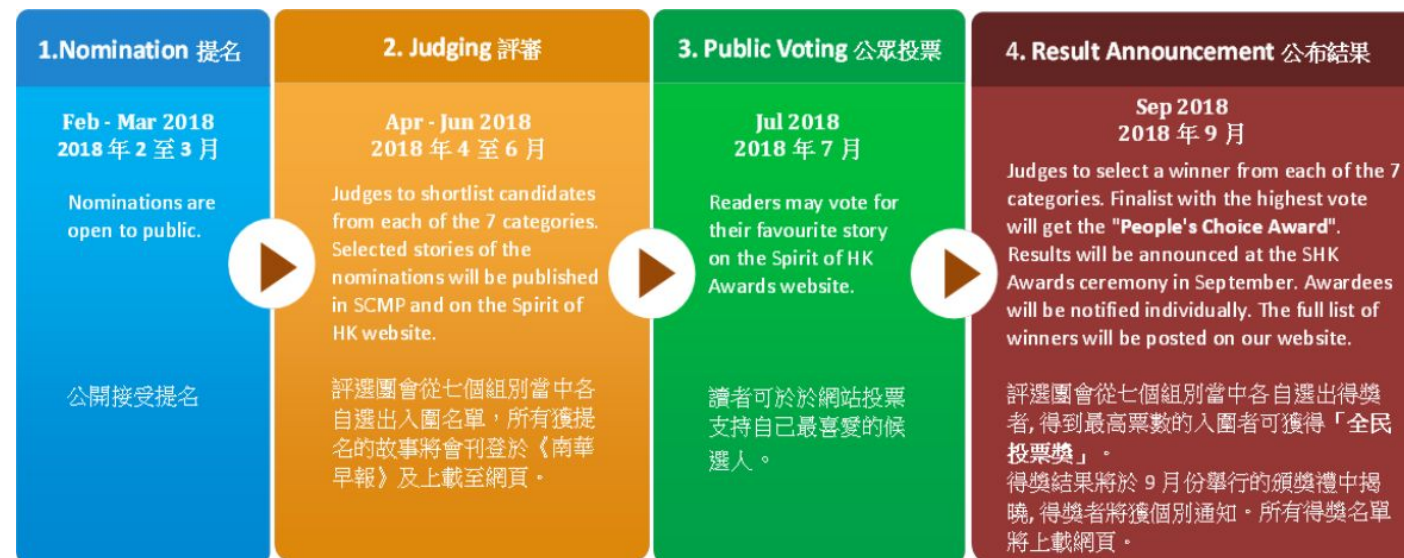 1.Nomination 提名
Feb - Mar 2018
2018 年 2 至 3 月
Nominations are
open to public.
公開接受提名
2. Judging 評審
Apr - Jun 2018
2018 年 4 至 6 月
Judges to shortlist candidates
from each of the 7 categories.
Selected stories of the
nominations will be published
in SCMP and on the Spirit of
HK website.
評選團會從七個組別當中各
自選出入圍名單，所有獲提
名的故事將會刊登於《南華
早報》及上載至網頁。
3. Public Voting 公眾投票
Jul 2018
2018 年 7 月
Readers may vote for
their favourite story
on the Spirit of HK
Awards website.
讀者可於於網站投票
支持自己最喜愛的候
選人。
4. Result Announcement 公布結果
Sep 2018
2018 年 9 月
Judges to select a winner from each of the 7
categories. Finalist with the highest vote
will get the "People's Choice Award".
Results will be announced at the SHK
Awards ceremony in September. Awardees
will be notified individually. The full list of
winners will be posted on our website.
評選團會從七個組別當中各自選出得獎
者, 得到最高票數的入圍者可獲得「全民
投票獎」。
得獎結果將於 9 月份舉行的頒獎禮中揭
曉, 得獎者將獲個別通知。所有得獎名單
將上載網頁。